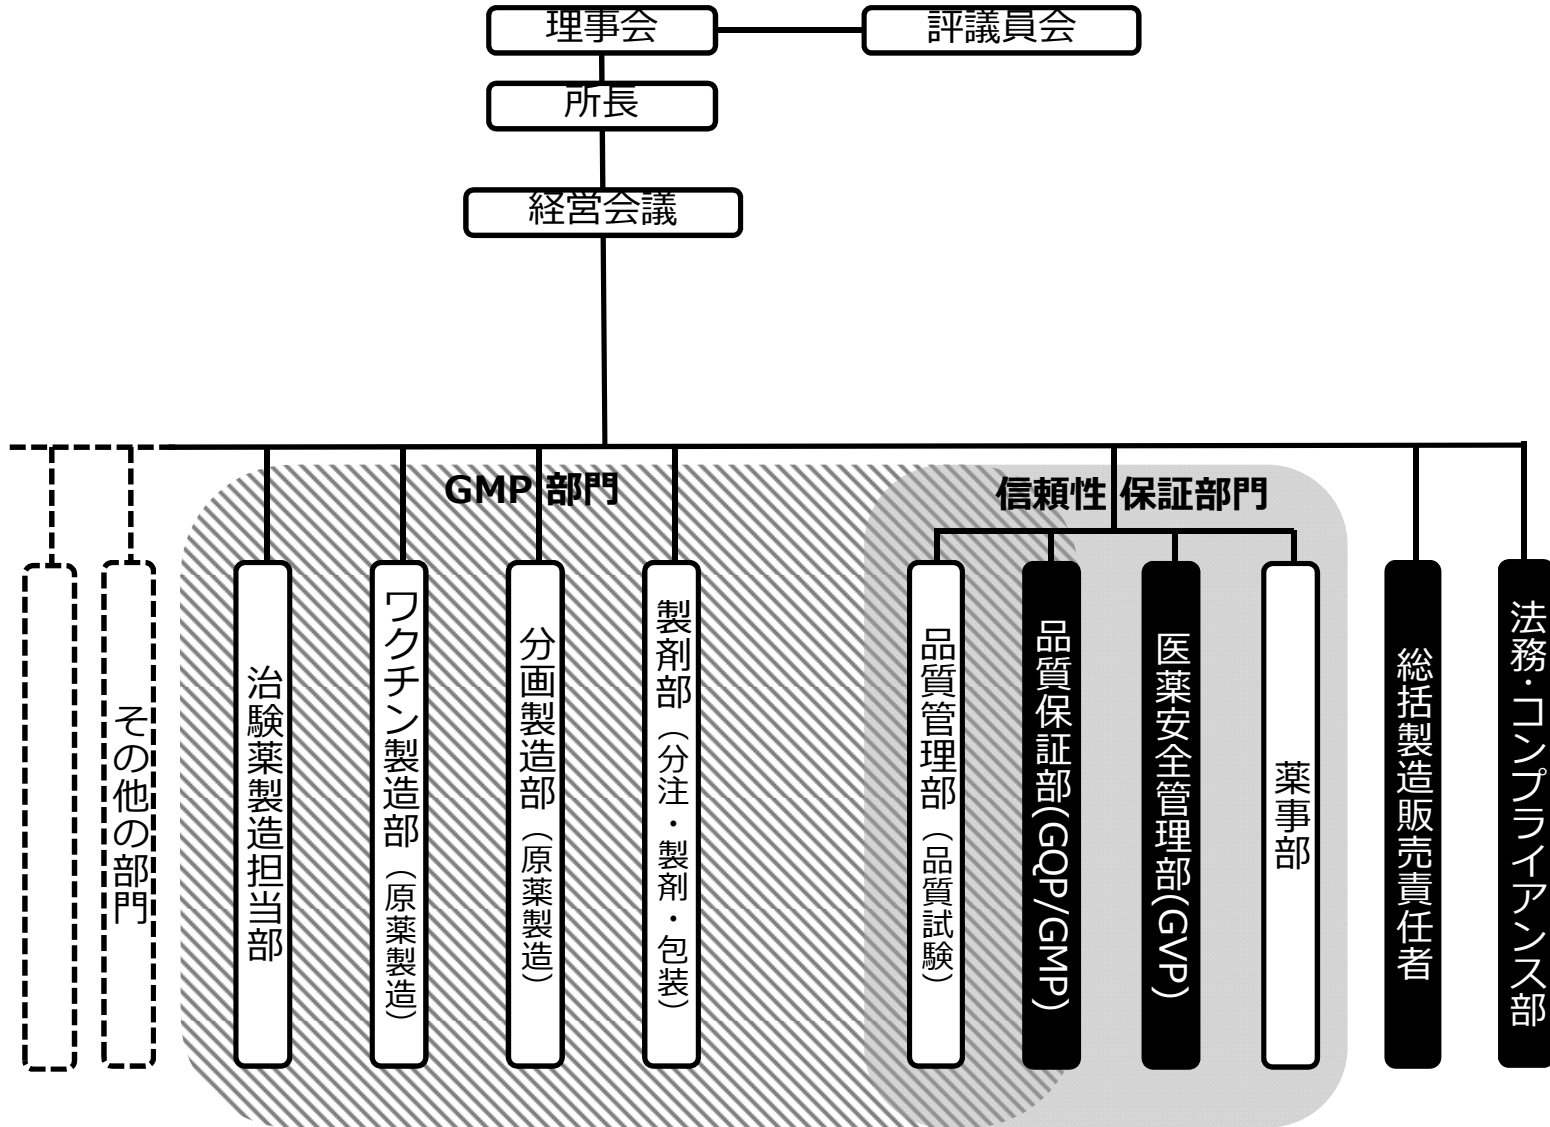 理事会
評議員会
所長
経営会議
GMP 部門
信頼性 保証部門
その他の部門
治験薬製造担当部
ワクチン製造部（原薬製造）
分画製造部（原薬製造）
製剤部（分注・製剤・包装）
品質管理部（品質試験）
品質保証部(GQP/GMP)
医薬安全管理部(GVP)
薬事部
総括製造販売責任者
法務・コンプライアンス部